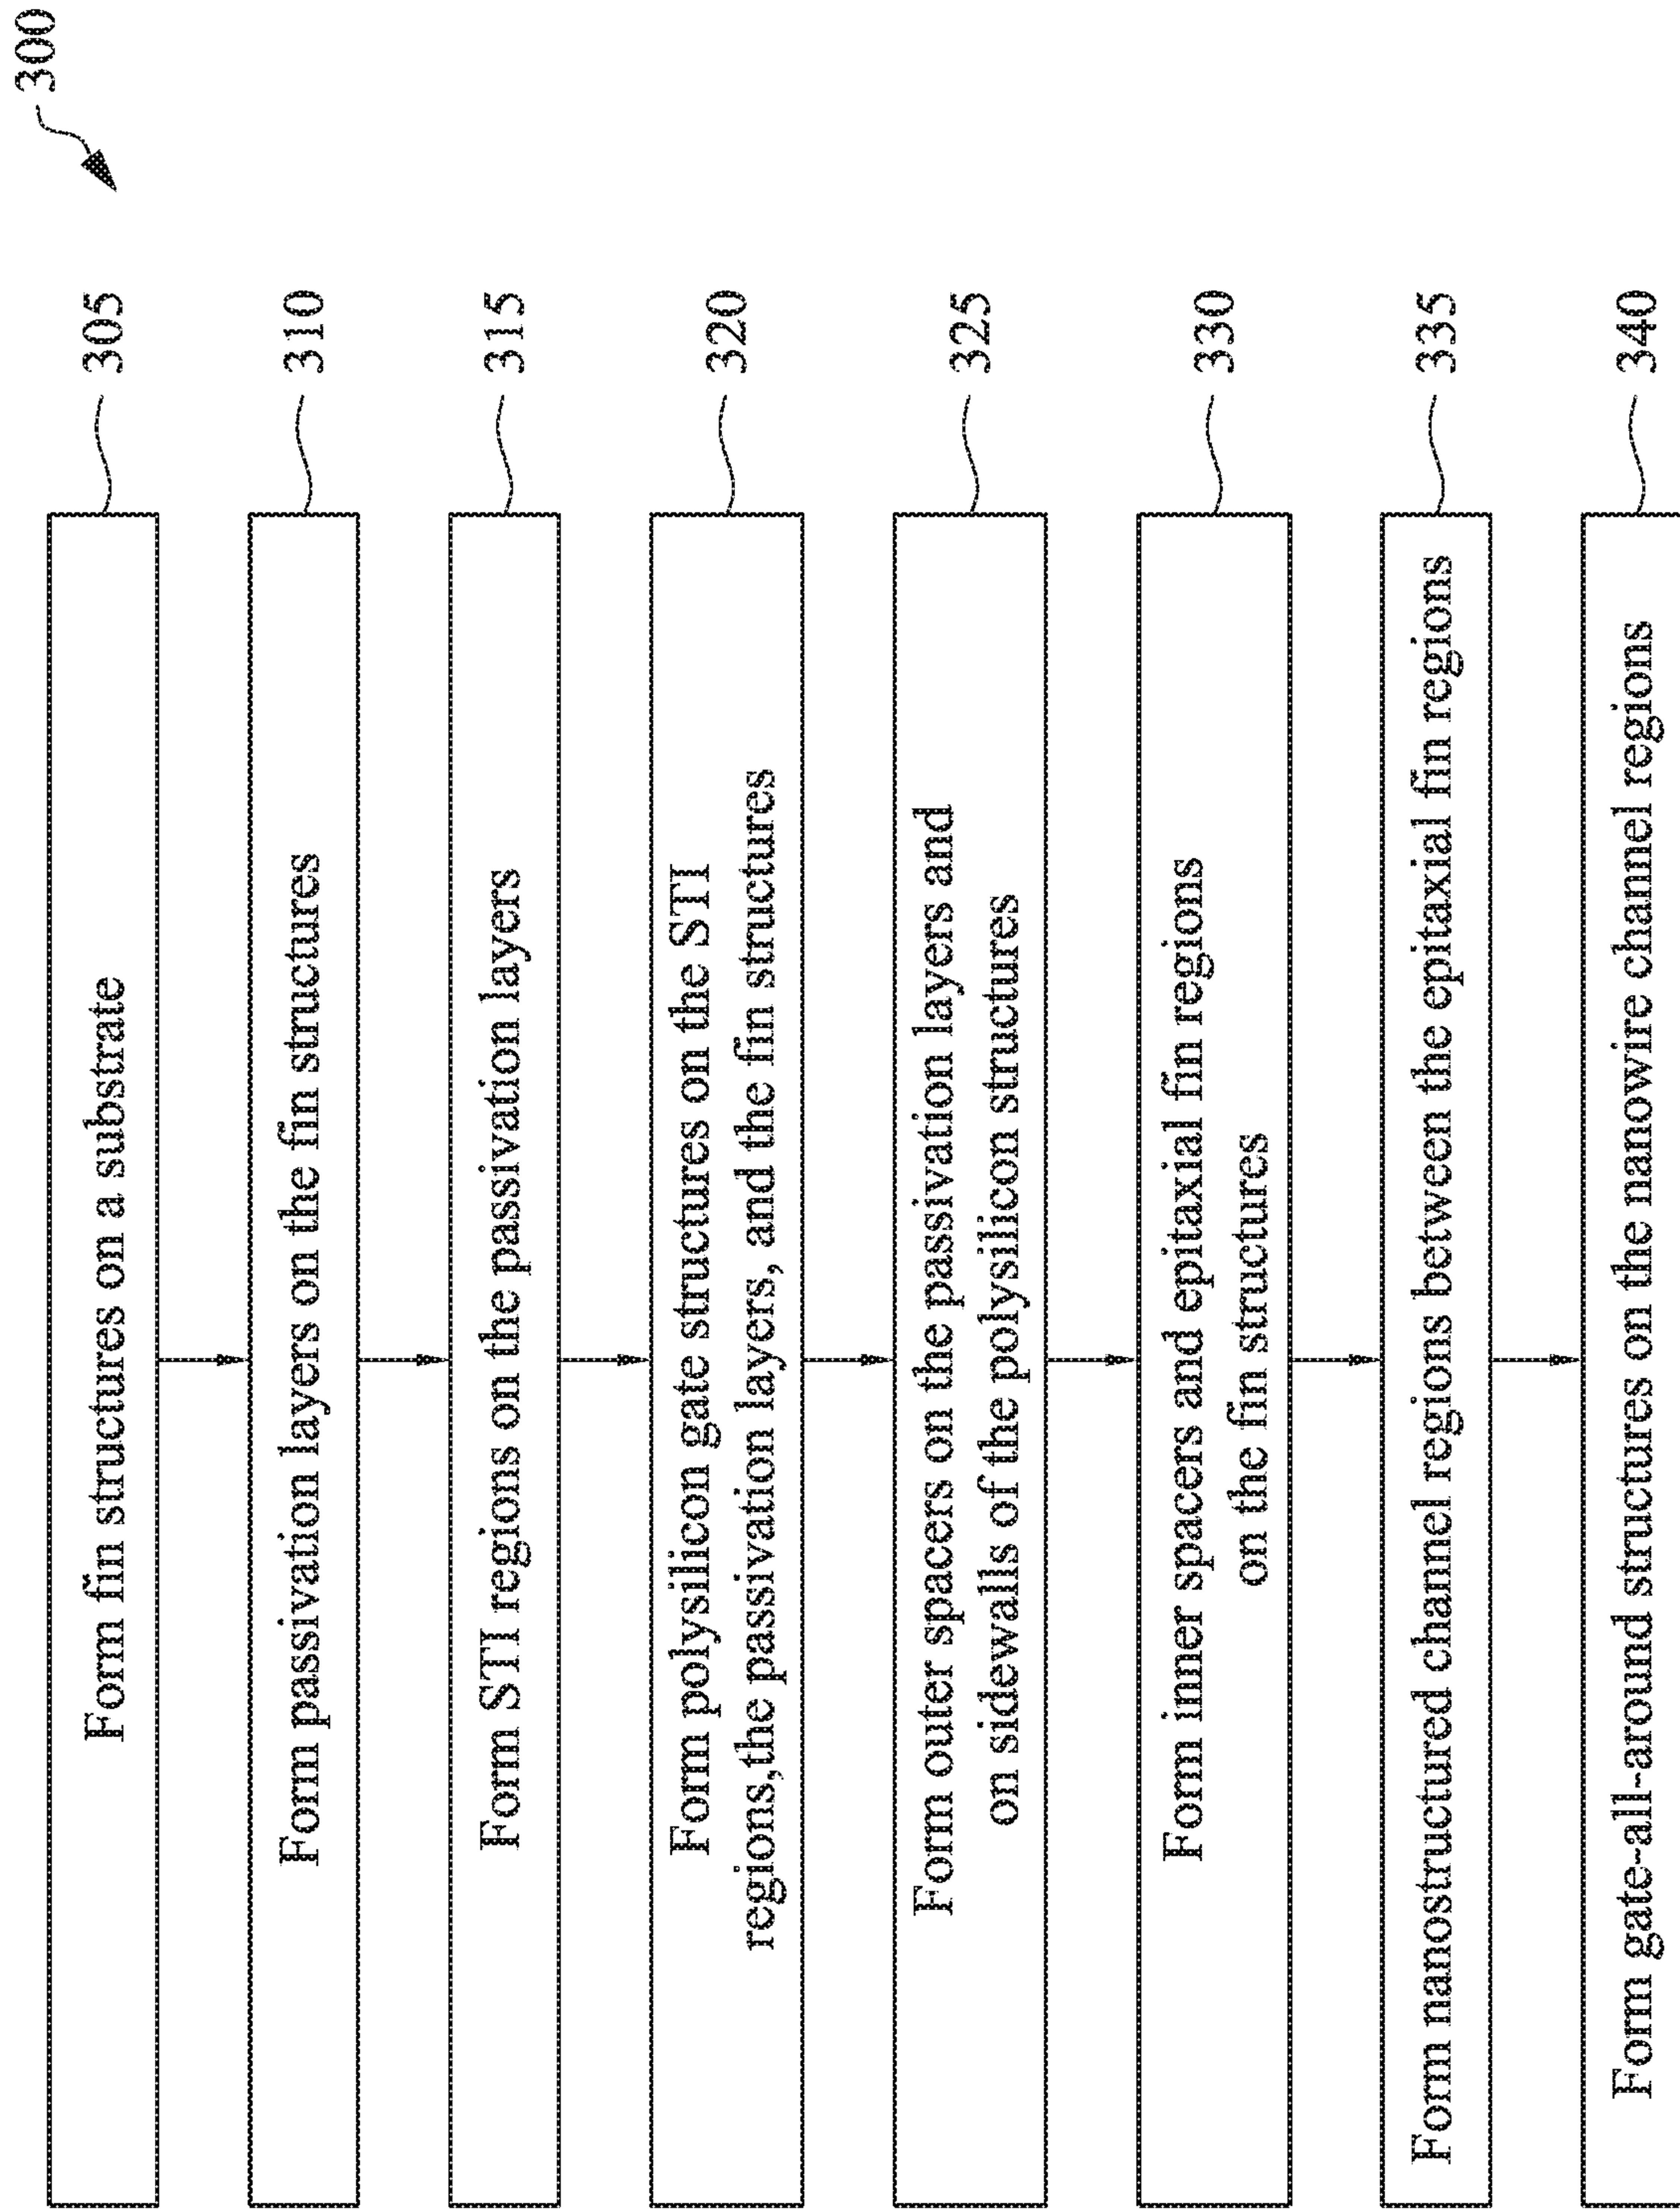 300
Form fin structures on a substrate
305
Form passivation layers on the fin structures
310
Form STI regions on the passivation layers
315
Form polysilicon gate structures on the STI
regions,the passivation layers, and the fin structures
320
Form outer spacers on the passivation layers and
on sidewalls of the polysilicon structures
325
Form inner spacers and epitaxial fin regions
on the fin structures
330
Form nanostructured channel regions between the epitaxial fin regions
335
Form gate-all-around structures on the nanowire channel regions
340